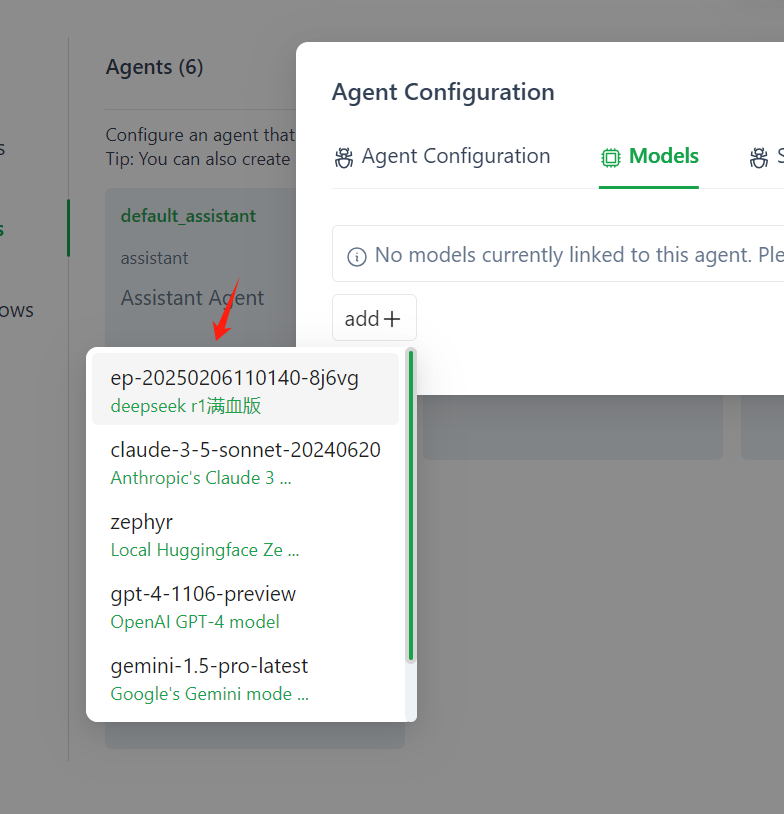 Agents (6)
Agent Configuration
Configure an agent that
Tip: You can also create
Agent Configuration
Models
S
s
default_assistant
s
assistant
No models currently linked to this agent. Ple
Assistant Agent
ows
add
ep-20250206110140-8j6vg
deepseek r1满血版
claude-3-5-sonnet-20240620
Anthropic's Claude 3 ...
zephyr
Local Huggingface Ze ...
gpt-4-1106-preview
OpenAI GPT-4 model
gemini-1.5-pro-latest
Google's Gemini mode ...